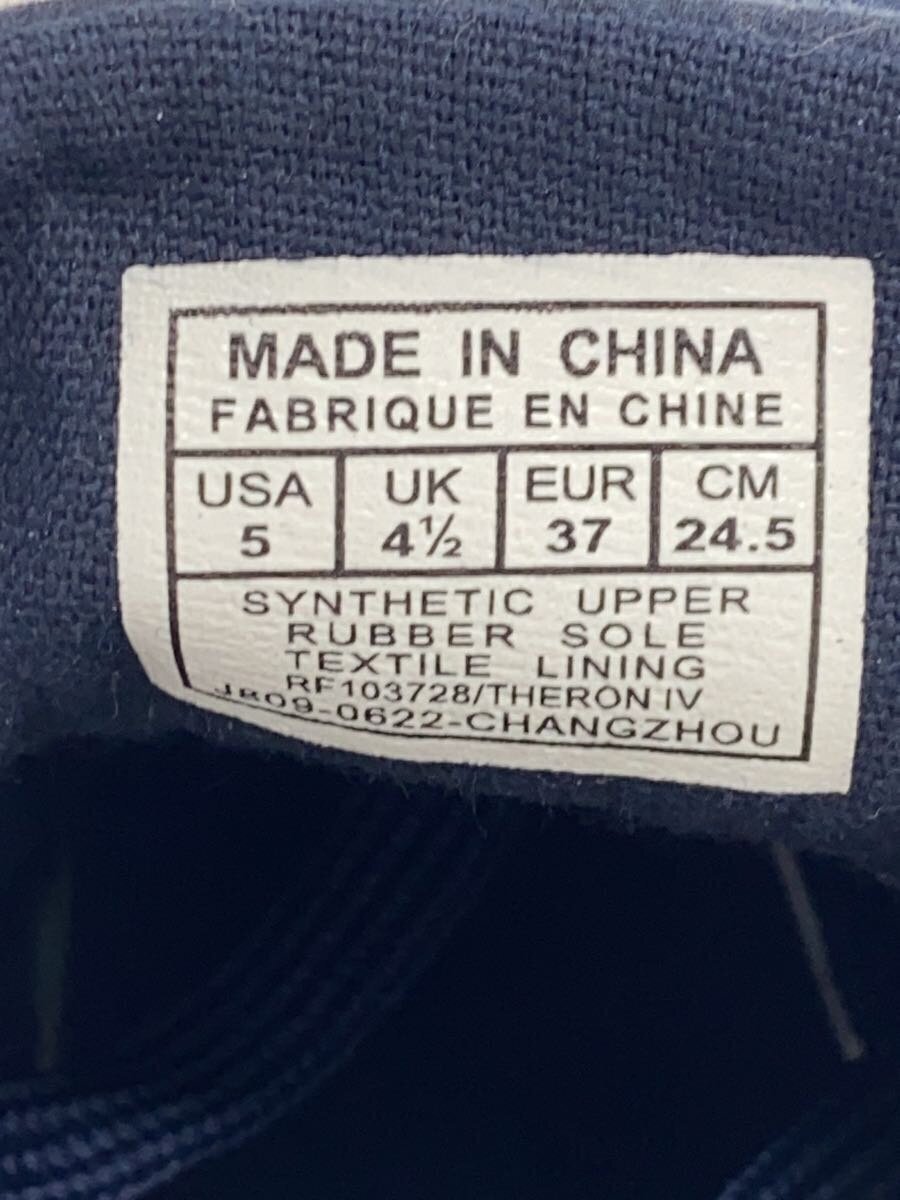 MADE IN CHINA
FABRIQUE EN CHINE
USA UK EUR CM
5 4½ 37 24.5
SYNTHETIC UPPER
RUBBER SOLE
TEXTILE LINING
RF103728/THERON IV
JR09-0622-CHANGZHOU